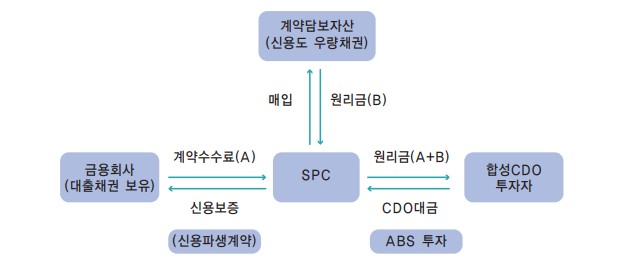 계약담보자산
(신용도 우량채권)
매입
원리금(B)
계약수수료(A)
원리금(A+B)
금융회사
(대출채권 보유)
SPC
합성CDO
투자자
신용보증
CDO대금
(신용파생계약)
ABS 투자